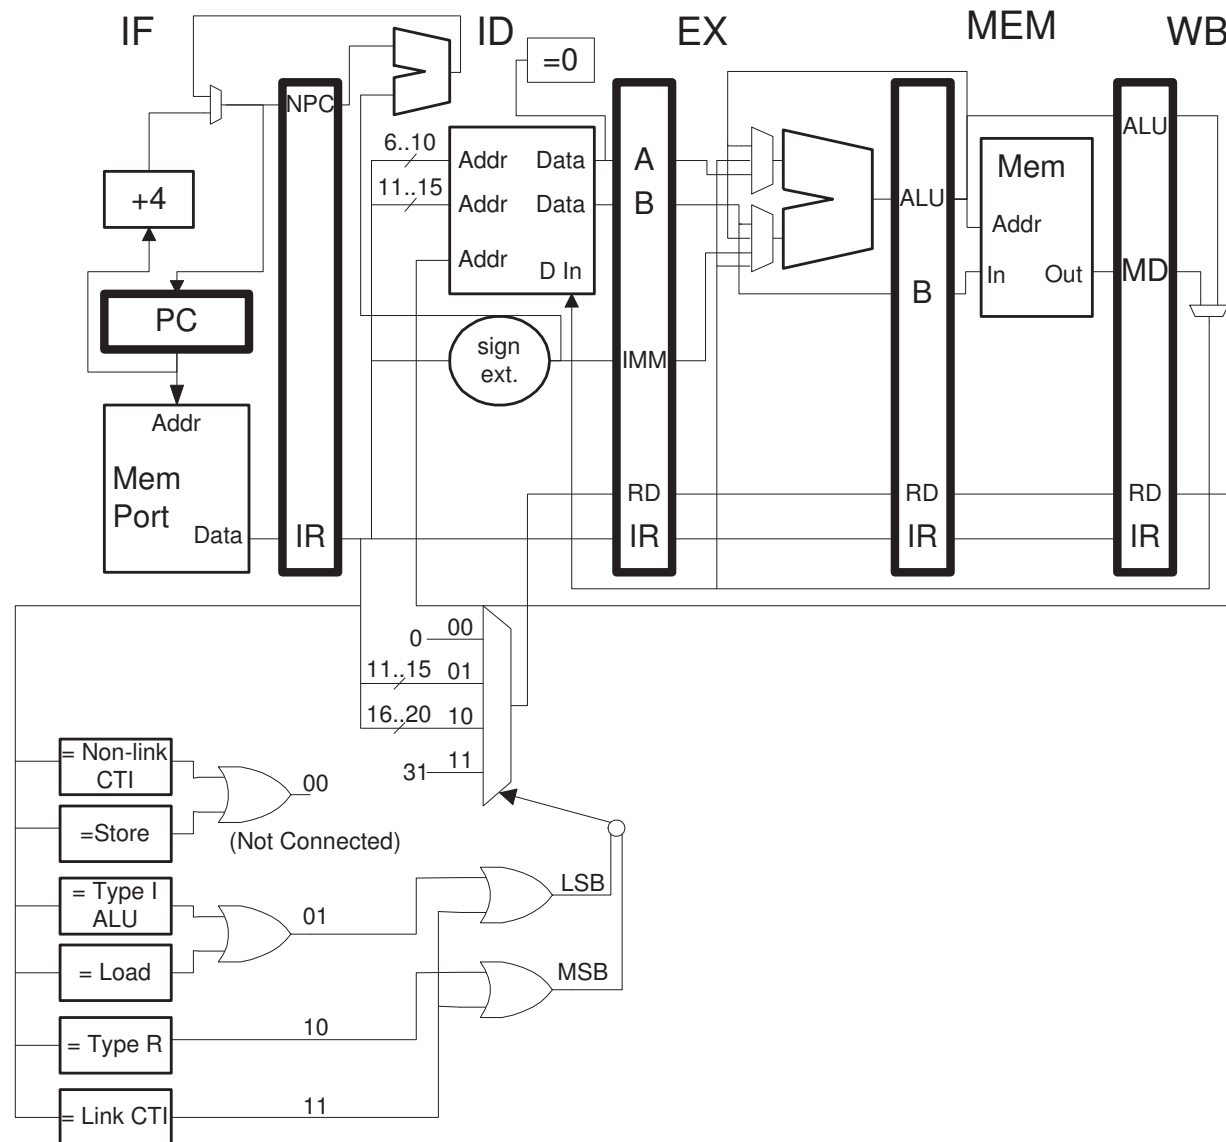 IF
ID
EX
MEM
WB
=0
NPC
+4
PC
Addr
Mem
Port
Data
IR
6..10
11..15
Addr
Data
Addr
Data
Addr
D In
sign
ext.
A
B
IMM
RD
IR
ALU
B
RD
IR
Mem
Addr
In
Out
ALU
MD
RD
IR
0
00
11..15
01
16..20
10
31
11
= Non-link
CTI
=Store
00
(Not Connected)
= Type I
ALU
= Load
01
LSB
MSB
= Type R
10
= Link CTI
11